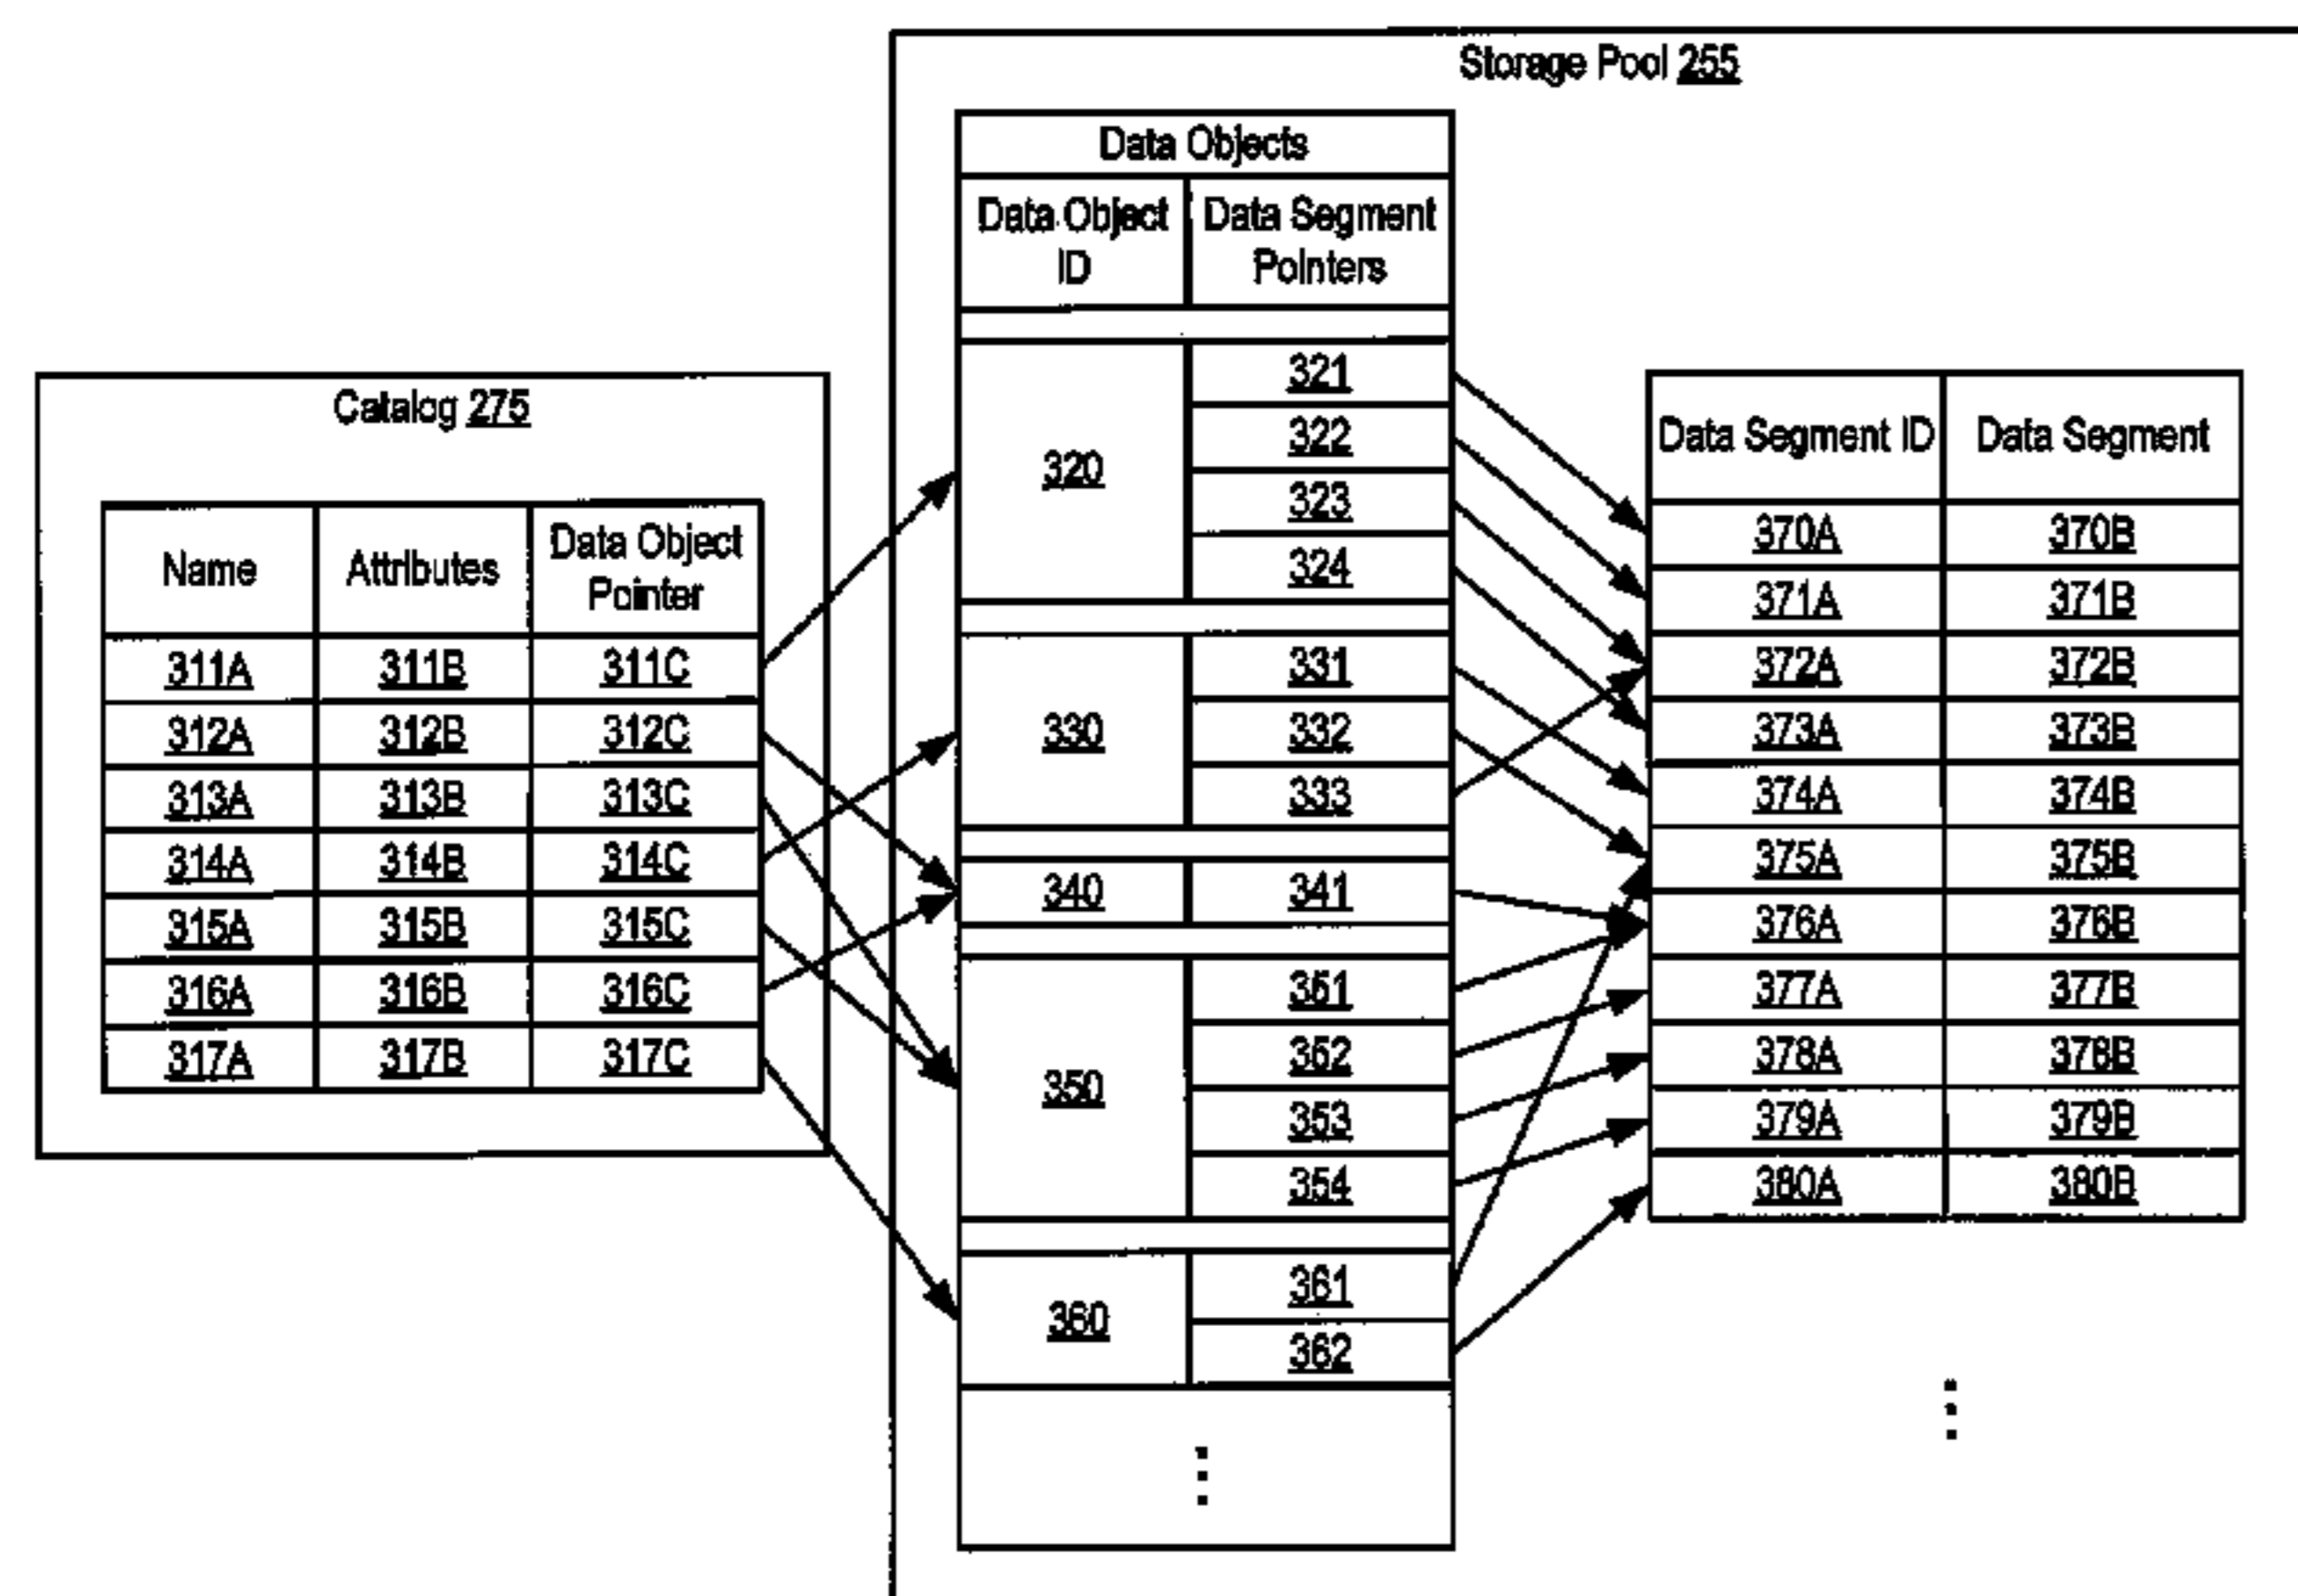 Storage Pool 255
Data Objects
Data Object ID
Data Segment Pointers
320
321
322
323
324
330
331
332
333
340
341
350
351
352
353
354
360
361
362
Catalog 275
Name
Attributes
Data Object Pointer
311A 311B 311C
312A 312B 312C
313A 313B 313C
314A 314B 314C
315A 315B 315C
316A 316B 316C
317A 317B 317C
Data Segment ID
Data Segment
370A 370B
371A 371B
372A 372B
373A 373B
374A 374B
375A 375B
376A 376B
377A 377B
378A 378B
379A 379B
380A 380B